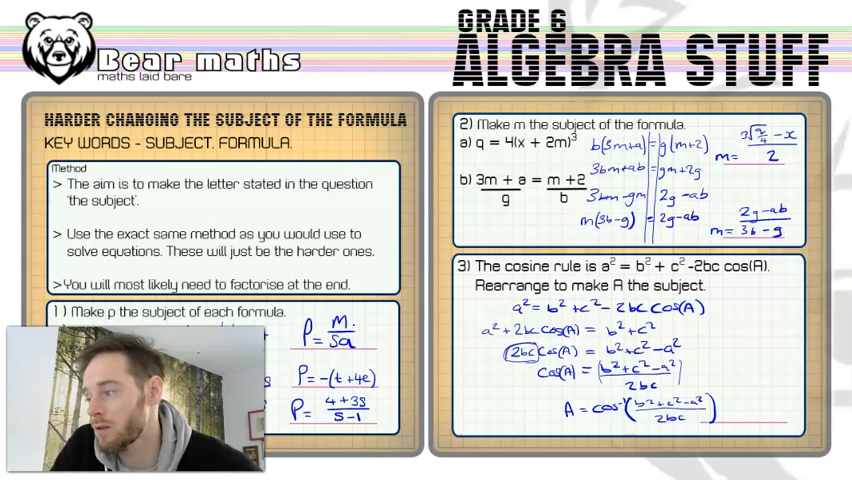 Bear maths
maths laid bare
GRADE 6
ALGEBRA STUFF
HARDER CHANGING THE SUBJECT OF THE FORMULA
KEY WORDS - SUBJECT, FORMULA.
Method
> The aim is to make the letter stated in the question
'the subject'.
> Use the exact same method as you would use to
solve equations. These will just be the harder ones.
>You will most likely need to factorise at the end.
1) Make p the subject of each formula.
P = M/5a
P = -(t+4e)
P = 4+3s/s-1
2) Make m the subject of the formula.
a) q = 4(x + 2m)³
b) 3m + a/g = m + 2/b
b(3m+a) = g(m+2)
3bm+ab = gm+2g
3bm-gm = 2g-ab
m(3b-g) = 2g-ab
m = ³√(q/4) - x/2
m = 2g-ab/3b-g
3) The cosine rule is a² = b² + c² -2bc cos(A).
Rearrange to make A the subject.
a² = b² + c² - 2bc cos(A)
a² + 2bc cos(A) = b² + c²
2bc cos(A) = b² + c² - a²
cos(A) = (b² + c² - a²/2bc)
A = cos⁻¹(b² + c² - a²/2bc)